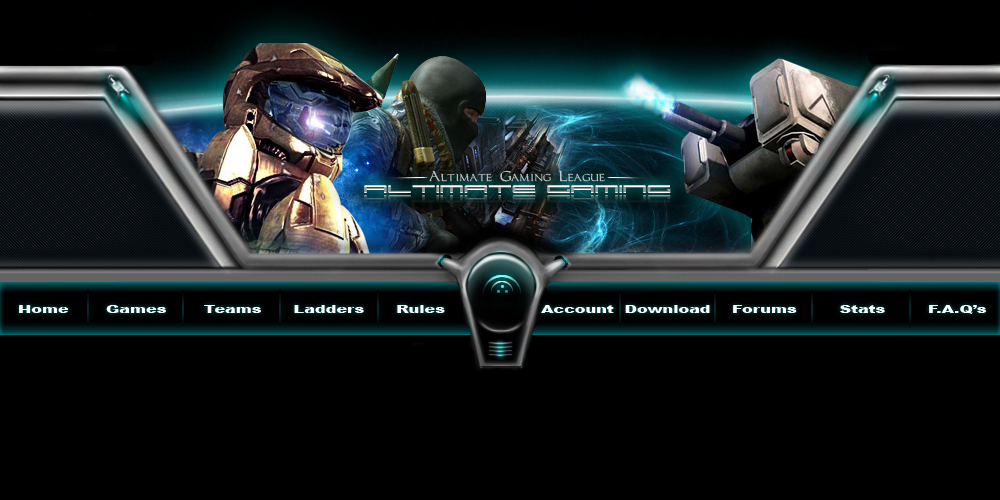 Altimate Gaming League
ALTIMATE GAMING
Home Games Teams Ladders Rules Account Download Forums Stats F.A.Q's